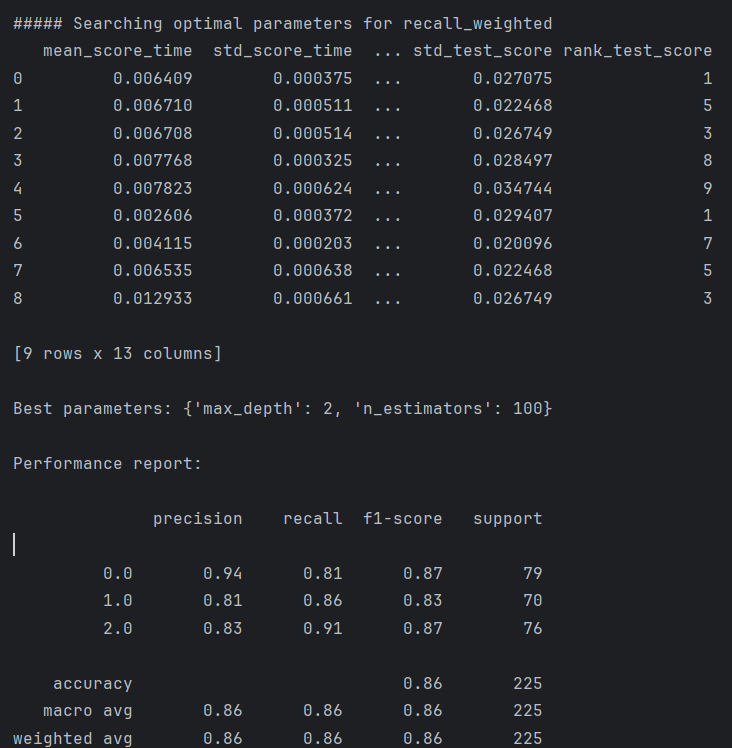 ##### Searching optimal parameters for recall_weighted
mean_score_time std_score_time ... std_test_score rank_test_score
0 0.006409 0.000375 ... 0.027075 1
1 0.006710 0.000511 ... 0.022468 5
2 0.006708 0.000514 ... 0.026749 3
3 0.007768 0.000325 ... 0.028497 8
4 0.007823 0.000624 ... 0.034744 9
5 0.002606 0.000372 ... 0.029407 1
6 0.004115 0.000203 ... 0.020096 7
7 0.006535 0.000638 ... 0.022468 5
8 0.012933 0.000661 ... 0.026749 3
[9 rows x 13 columns]
Best parameters: {'max_depth': 2, 'n_estimators': 100}
Performance report:
precision recall f1-score support
0.0 0.94 0.81 0.87 79
1.0 0.81 0.86 0.83 70
2.0 0.83 0.91 0.87 76
accuracy 0.86 225
macro avg 0.86 0.86 0.86 225
weighted avg 0.86 0.86 0.86 225